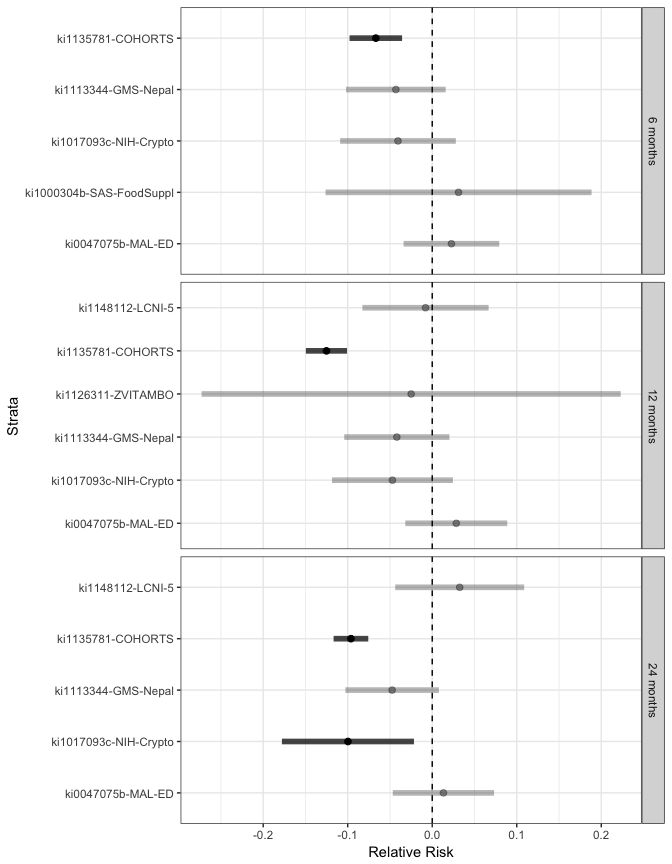 ki1135781-COHORTS
ki1113344-GMS-Nepal
ki1017093c-NIH-Crypto
ki1000304b-SAS-FoodSuppl
ki0047075b-MAL-ED
6 months
ki1148112-LCNI-5
ki1135781-COHORTS
ki1126311-ZVITAMBO
ki1113344-GMS-Nepal
ki1017093c-NIH-Crypto
ki0047075b-MAL-ED
12 months
Strata
ki1148112-LCNI-5
ki1135781-COHORTS
ki1113344-GMS-Nepal
ki1017093c-NIH-Crypto
ki0047075b-MAL-ED
24 months
-0.2 -0.1 0.0 0.1 0.2
Relative Risk